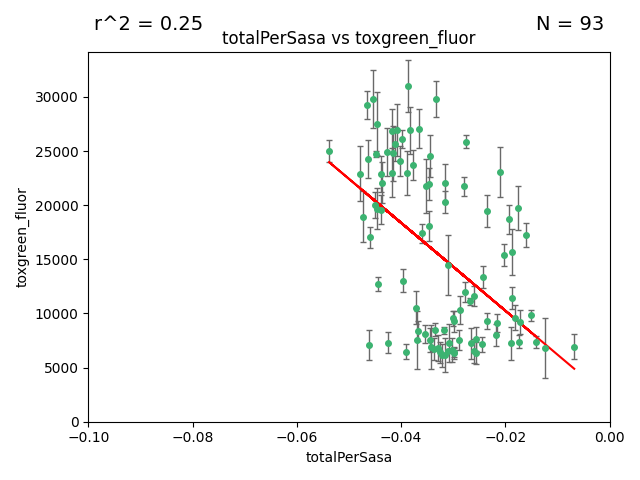 r^2 = 0.25
N = 93
totalPerSasa vs toxgreen_fluor
30000
25000
20000
15000
10000
5000
0
toxgreen_fluor
−0.10
−0.08
−0.06
−0.04
−0.02
0.00
totalPerSasa